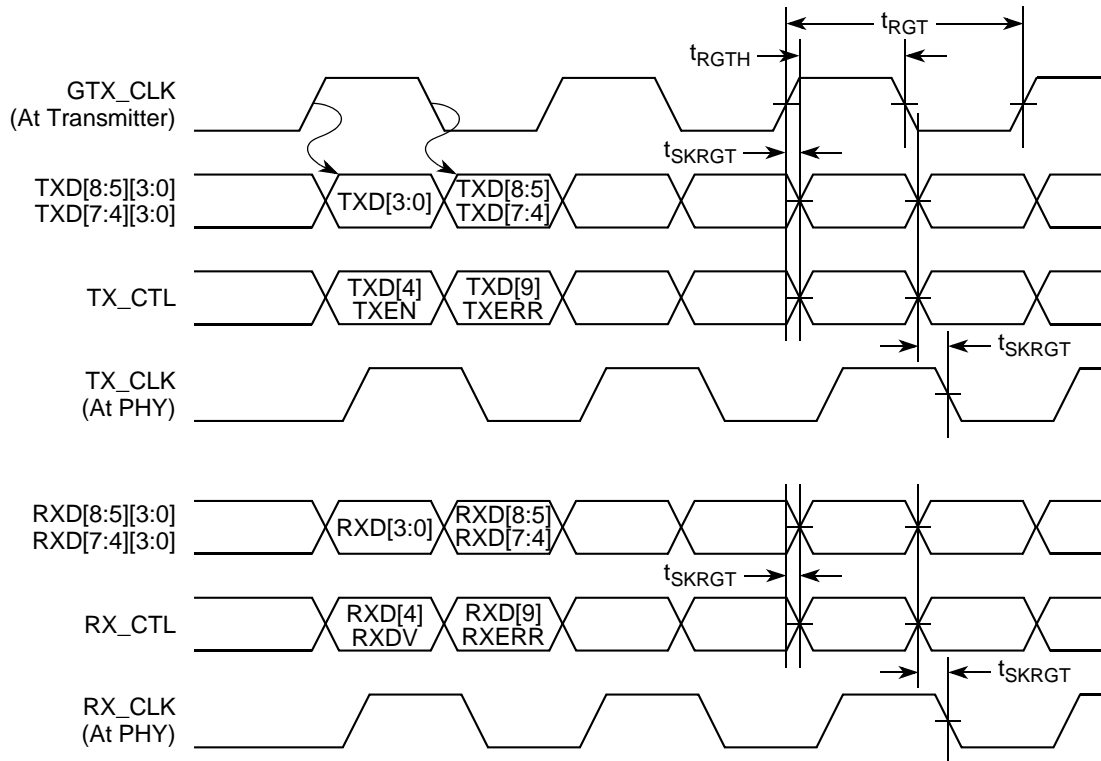 tRGT
tRGTH
GTX_CLK
(At Transmitter)
tSKRGT
TXD[8:5][3:0]
TXD[7:4][3:0]
TXD[3:0]
TXD[8:5]
TXD[7:4]
TX_CTL
TXD[4]
TXEN
TXD[9]
TXERR
tSKRGT
TX_CLK
(At PHY)
RXD[8:5][3:0]
RXD[7:4][3:0]
RXD[3:0]
RXD[8:5]
RXD[7:4]
tSKRGT
RX_CTL
RXD[4]
RXDV
RXD[9]
RXERR
tSKRGT
RX_CLK
(At PHY)